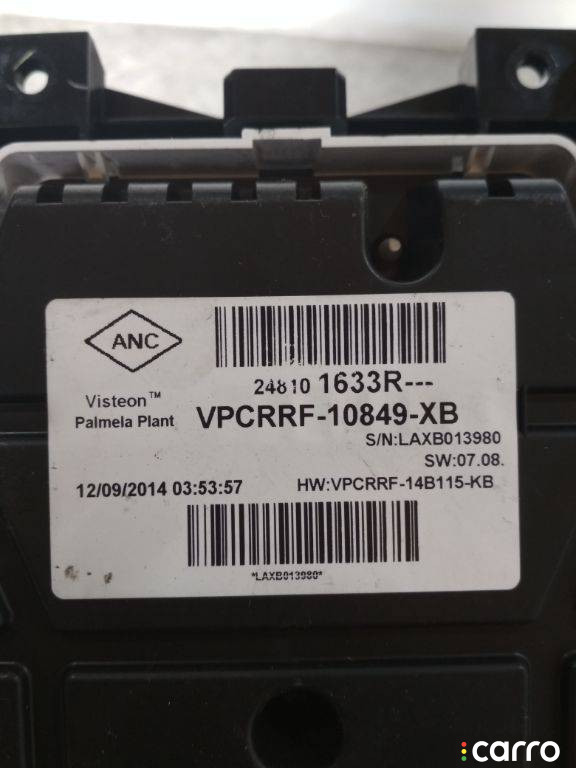 ANC
24810 1633R---
Visteon™
Palmela Plant
VPCRRF-10849-XB
S/N:LAXB013980
SW:07.08.
12/09/2014 03:53:57
HW:VPCRRF-14B115-KB
*LAXB013980*
carro